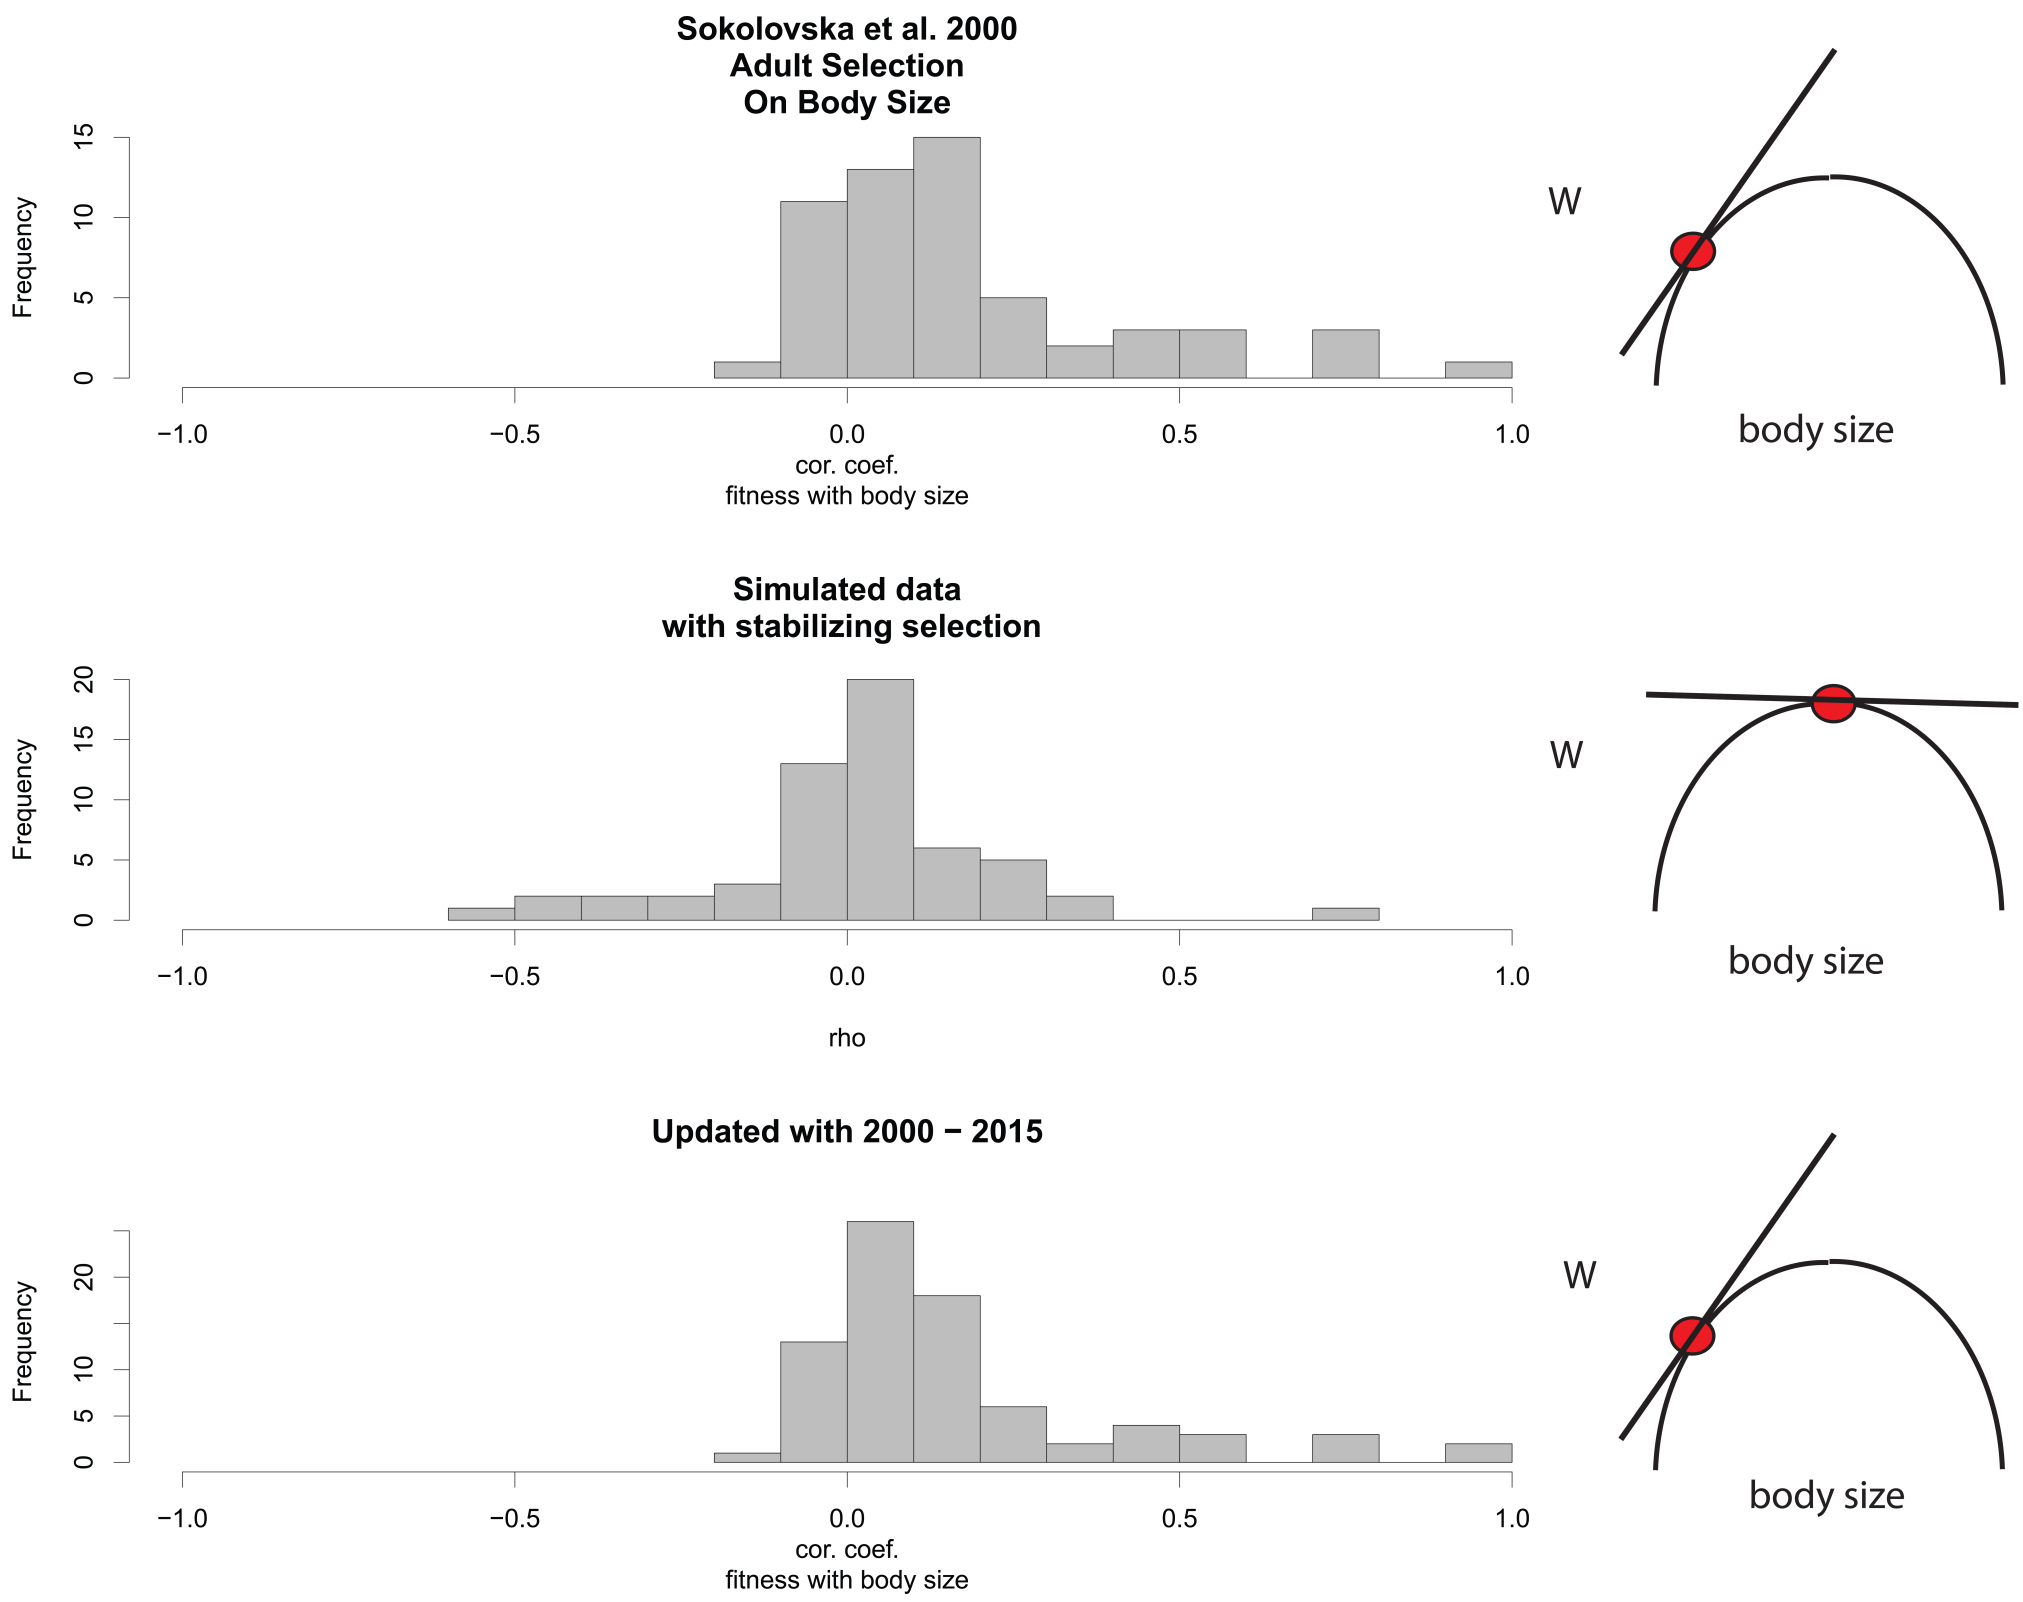 Sokolovska et al. 2000
Adult Selection
On Body Size
Frequency
15
10
5
0
−1.0 −0.5 0.0 0.5 1.0
cor. coef.
fitness with body size
W
body size
Simulated data
with stabilizing selection
Frequency
20
15
10
5
0
−1.0 −0.5 0.0 0.5 1.0
rho
W
body size
Updated with 2000 − 2015
Frequency
20
10
5
0
−1.0 −0.5 0.0 0.5 1.0
cor. coef.
fitness with body size
W
body size